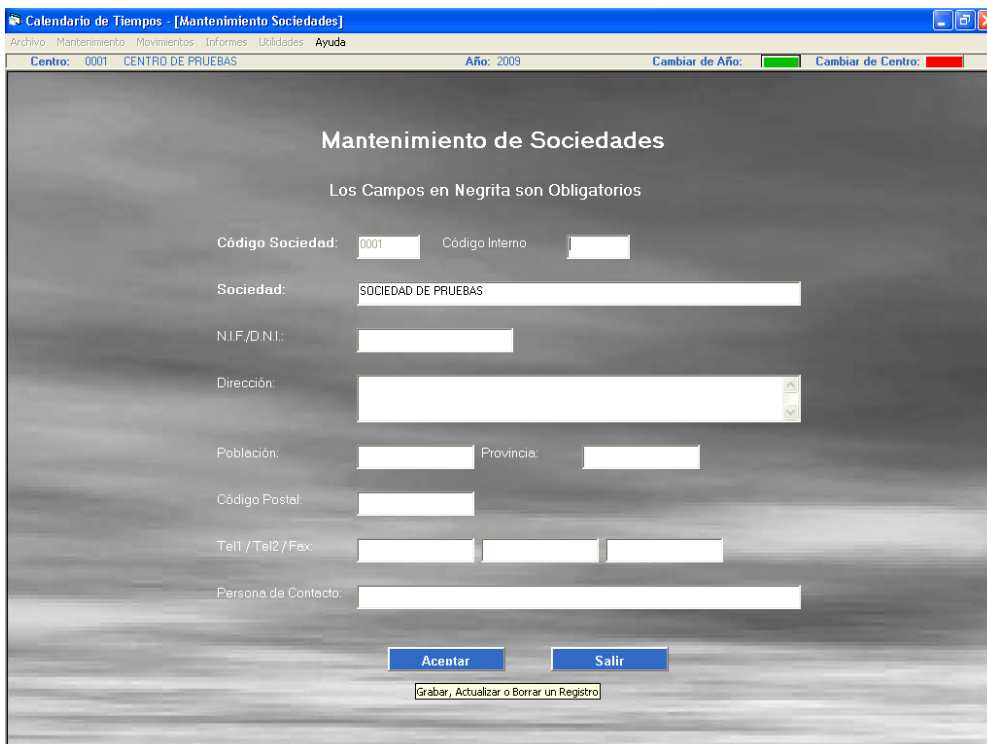 Calendario de Tiempos - [Mantenimiento Sociedades]
Archivo Mantenimiento Movimientos Informes Utilidades Ayuda
Centro: 0001 CENTRO DE PRUEBAS Año: 2009 Cambiar de Año: Cambiar de Centro:
Mantenimiento de Sociedades
Los Campos en Negrita son Obligatorios
Código Sociedad: 0001 Código Interno
Sociedad: SOCIEDAD DE PRUEBAS
N.I.F./D.N.I.:
Dirección:
Población: Provincia:
Código Postal:
Tel1 / Tel2 / Fax:
Persona de Contacto:
Aceptar Salir
Grabar, Actualizar o Borrar un Registro